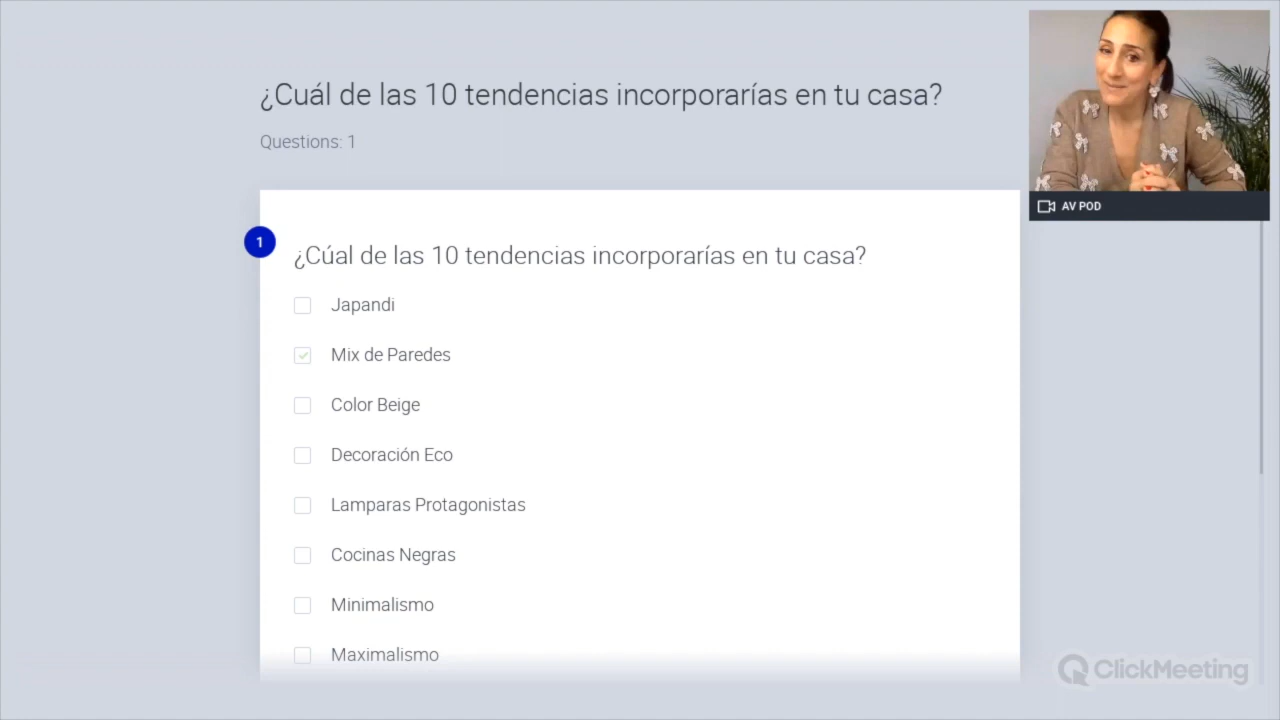 ¿Cuál de las 10 tendencias incorporarías en tu casa?
Questions: 1
AV POD
1
¿Cúal de las 10 tendencias incorporarías en tu casa?
Japandi
Mix de Paredes
Color Beige
Decoración Eco
Lamparas Protagonistas
Cocinas Negras
Minimalismo
Maximalismo
ClickMeeting